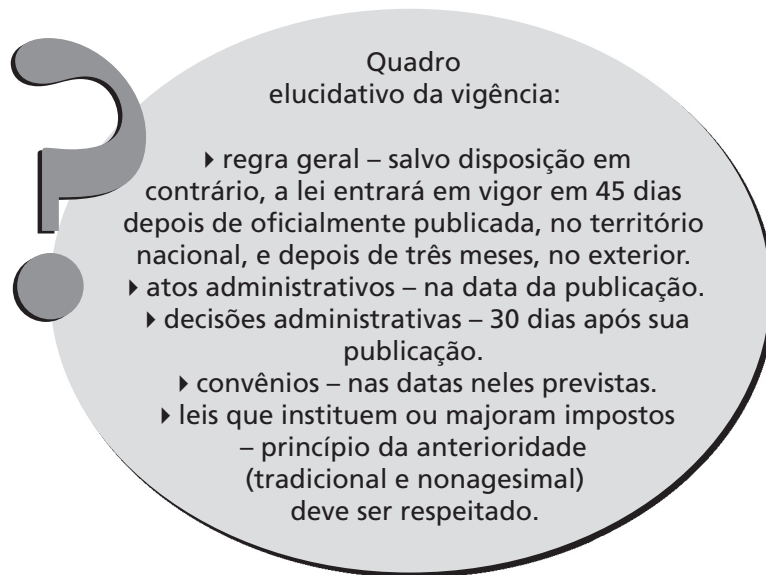 Quadro
elucidativo da vigência:
▶ regra geral – salvo disposição em
contrário, a lei entrará em vigor em 45 dias
depois de oficialmente publicada, no território
nacional, e depois de três meses, no exterior.
▶ atos administrativos – na data da publicação.
▶ decisões administrativas – 30 dias após sua
publicação.
▶ convênios – nas datas neles previstas.
▶ leis que instituem ou majoram impostos
– princípio da anterioridade
(tradicional e nonagesimal)
deve ser respeitado.